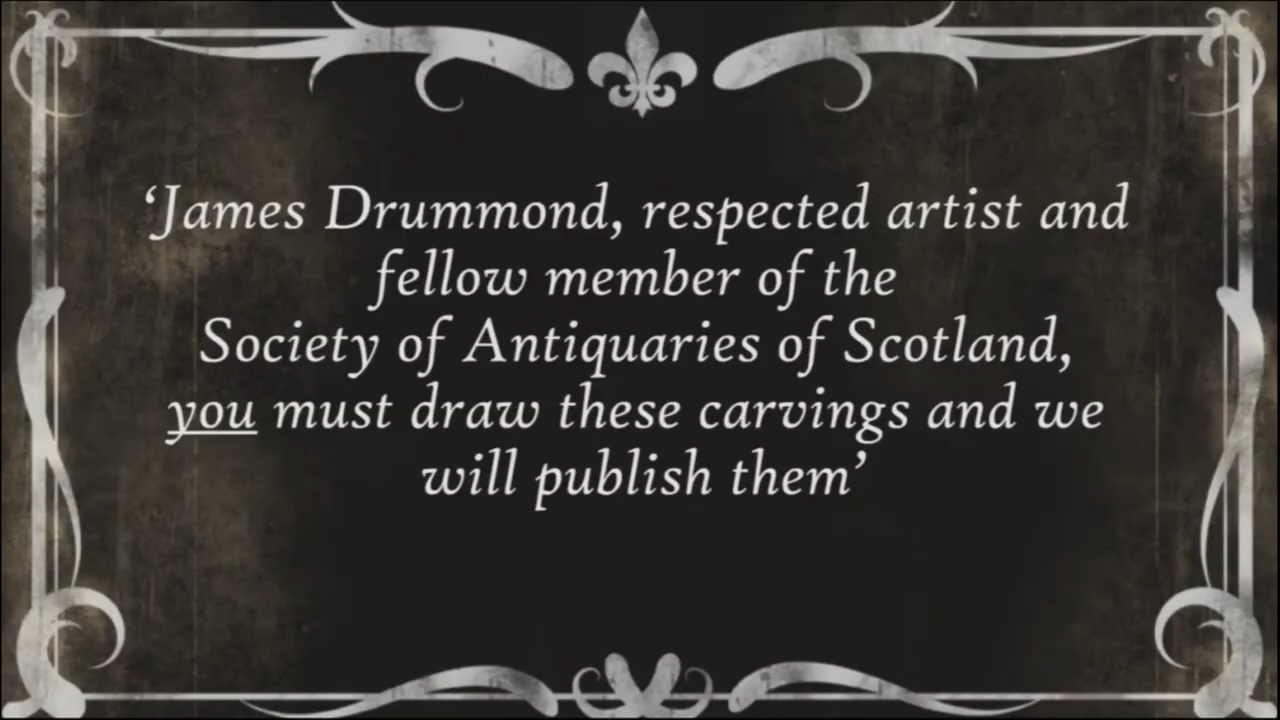 ‘James Drummond, respected artist and
fellow member of the
Society of Antiquaries of Scotland,
you must draw these carvings and we
will publish them’